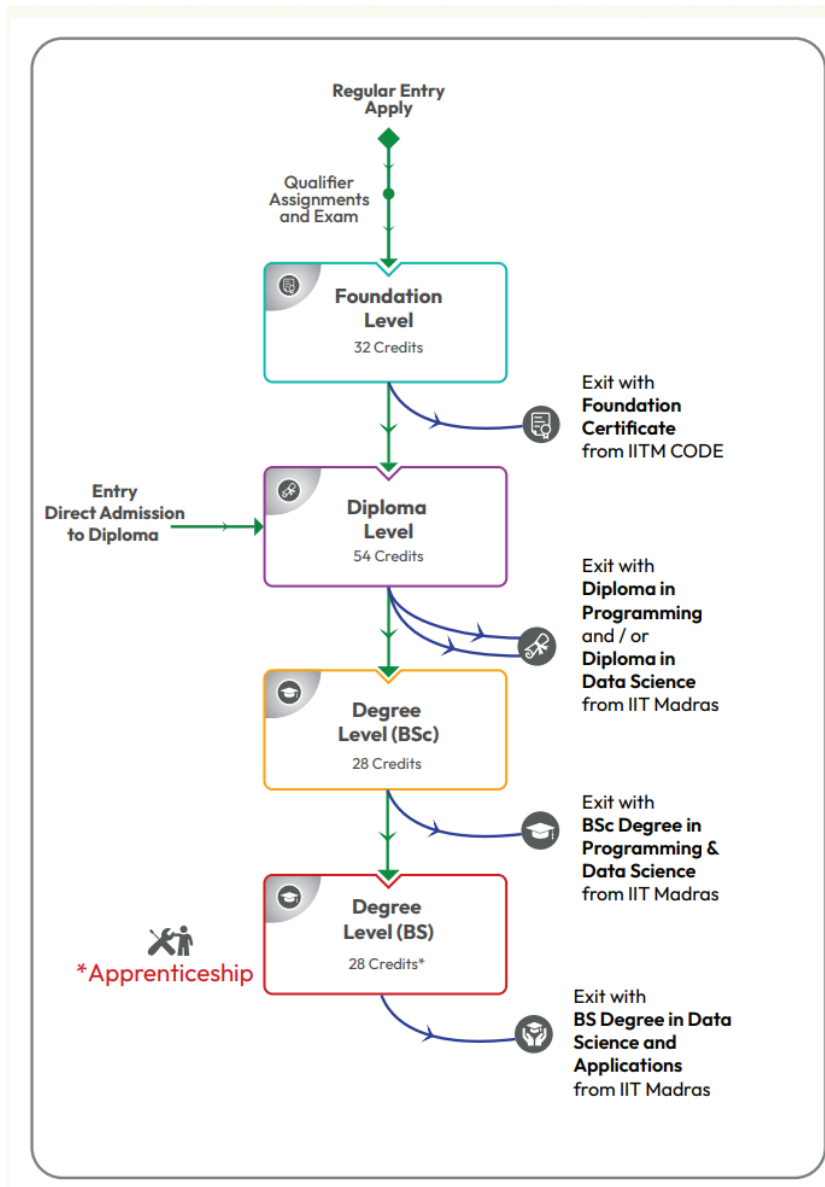 Regular Entry
Apply
Qualifier
Assignments
and Exam
Foundation
Level
32 Credits
Exit with
Foundation
Certificate
from IITM CODE
Entry
Direct Admission
to Diploma
Diploma
Level
54 Credits
Exit with
Diploma in
Programming
and / or
Diploma in
Data Science
from IIT Madras
Degree
Level (BSc)
28 Credits
Exit with
BSc Degree in
Programming &
Data Science
from IIT Madras
Degree
Level (BS)
28 Credits*
*Apprenticeship
Exit with
BS Degree in Data
Science and
Applications
from IIT Madras